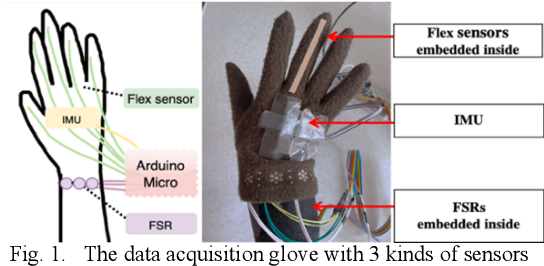 Flex sensor
IMU
Arduino
Micro
FSR
Flex sensors
embedded inside
IMU
FSRs
embedded inside
Fig. 1. The data acquisition glove with 3 kinds of sensors